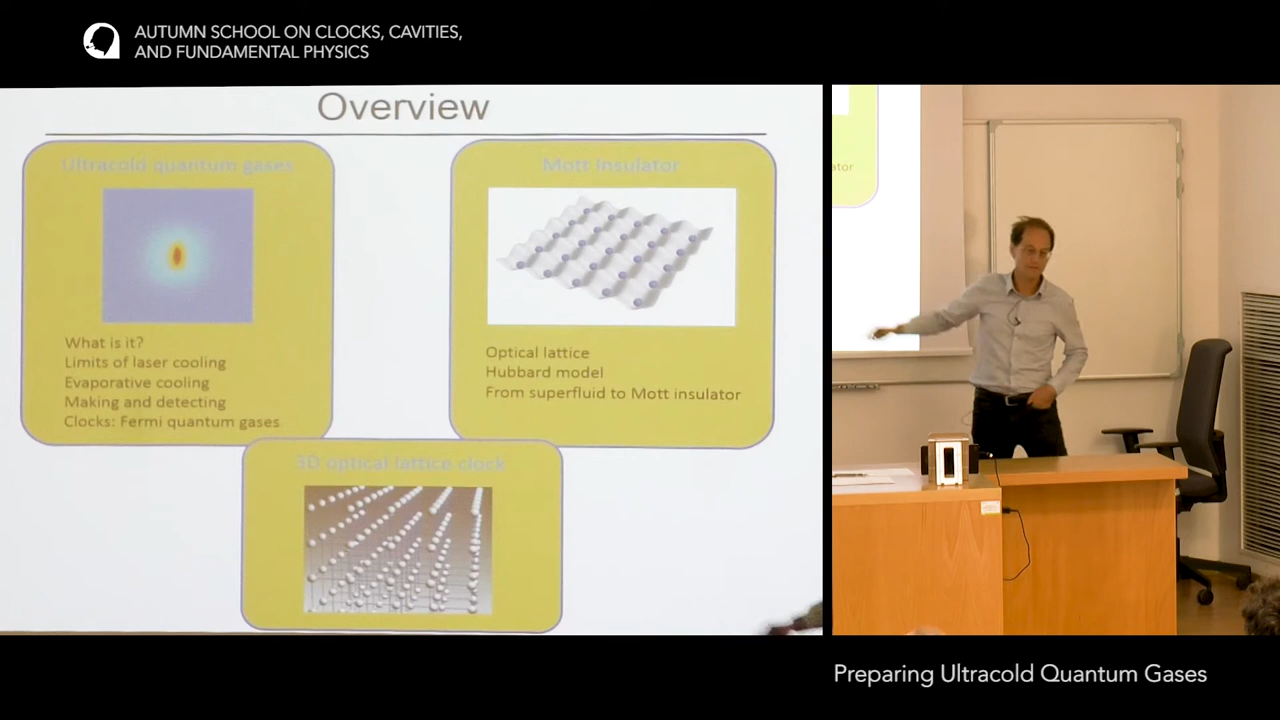 AUTUMN SCHOOL ON CLOCKS, CAVITIES,
AND FUNDAMENTAL PHYSICS
Overview
Ultracold quantum gases
What is it?
Limits of laser cooling
Evaporative cooling
Making and detecting
Clocks: Fermi quantum gases
Mott Insulator
Optical lattice
Hubbard model
From superfluid to Mott insulator
3D optical lattice clock
ator
Preparing Ultracold Quantum Gases